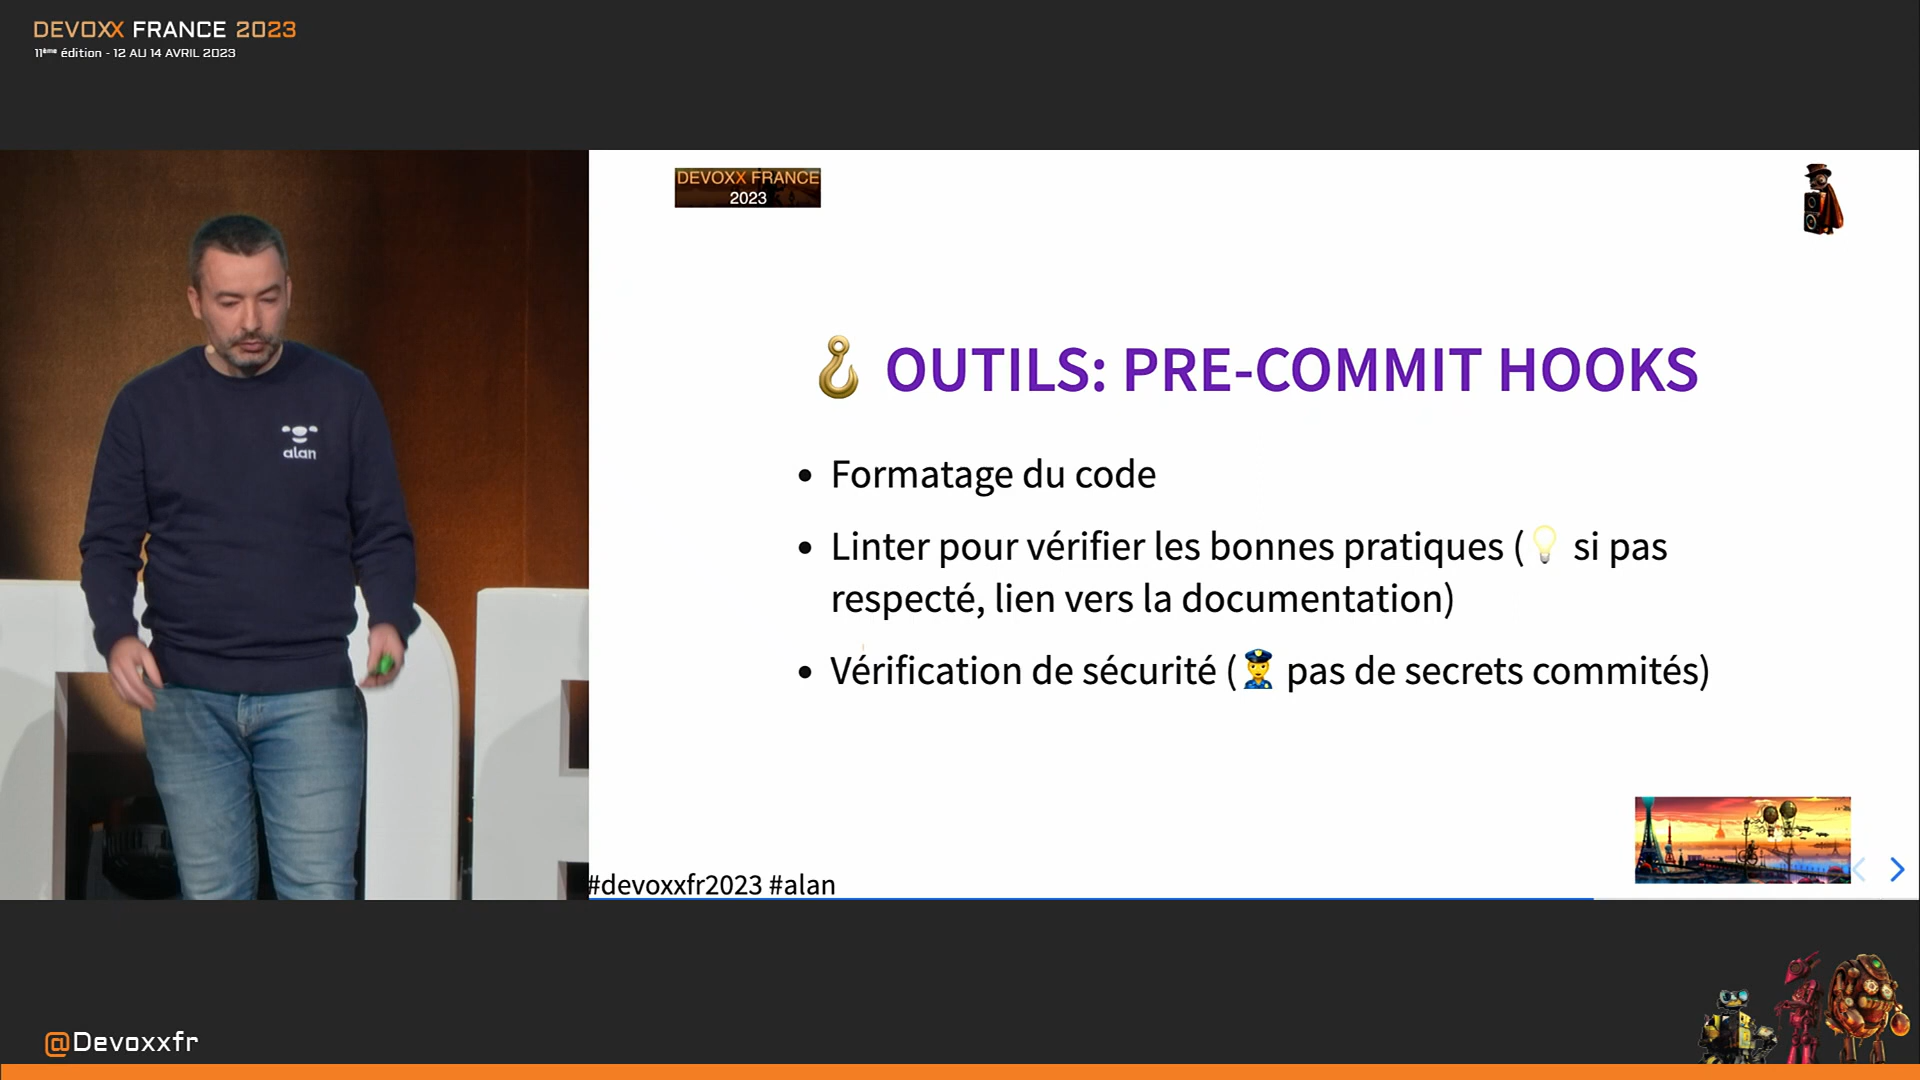 DEVOXX FRANCE 2023
11ème édition - 12 AU 14 AVRIL 2023
DEVOXX FRANCE
2023
alan
OUTILS: PRE-COMMIT HOOKS
• Formatage du code
• Linter pour vérifier les bonnes pratiques (💡 si pas
respecté, lien vers la documentation)
• Vérification de sécurité (👮 pas de secrets commités)
#devoxxfr2023 #alan
@Devoxxfr